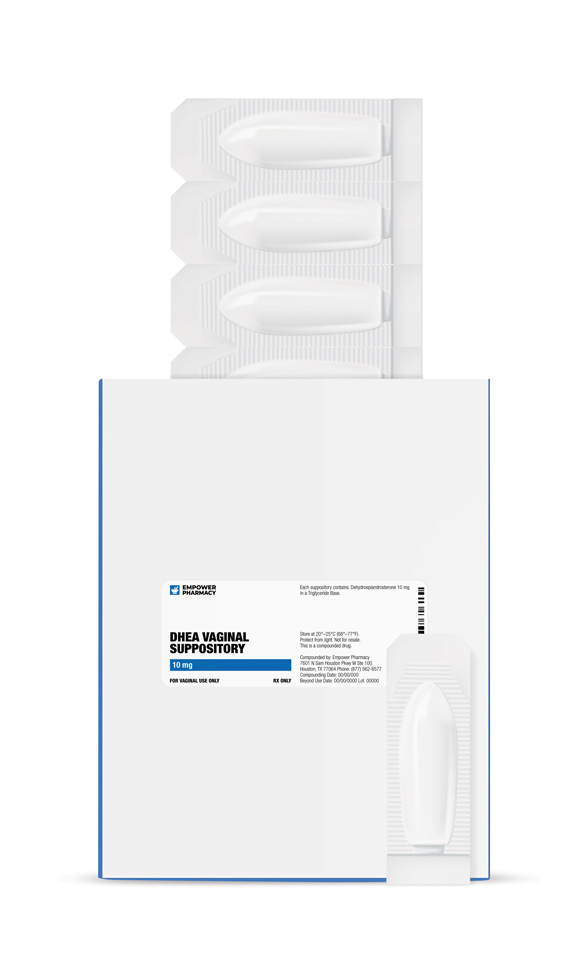 EMPOWER
PHARMACY
DHEA VAGINAL
SUPPOSITORY
10 mg
FOR VAGINAL USE ONLY
RX ONLY
Each suppository contains: Dehydroepiandrosterone 10 mg
in a Triglyceride Base.
Store at 20°–25°C (68°–77°F).
Protect from light. Not for resale.
This is a compounded drug.
Compounded by: Empower Pharmacy
7601 N Sam Houston Pkwy W Ste 100
Houston, TX 77064 Phone: (877) 562-8577
Compounding Date: 00/00/000
Beyond Use Date: 00/00/0000 Lot: 00000